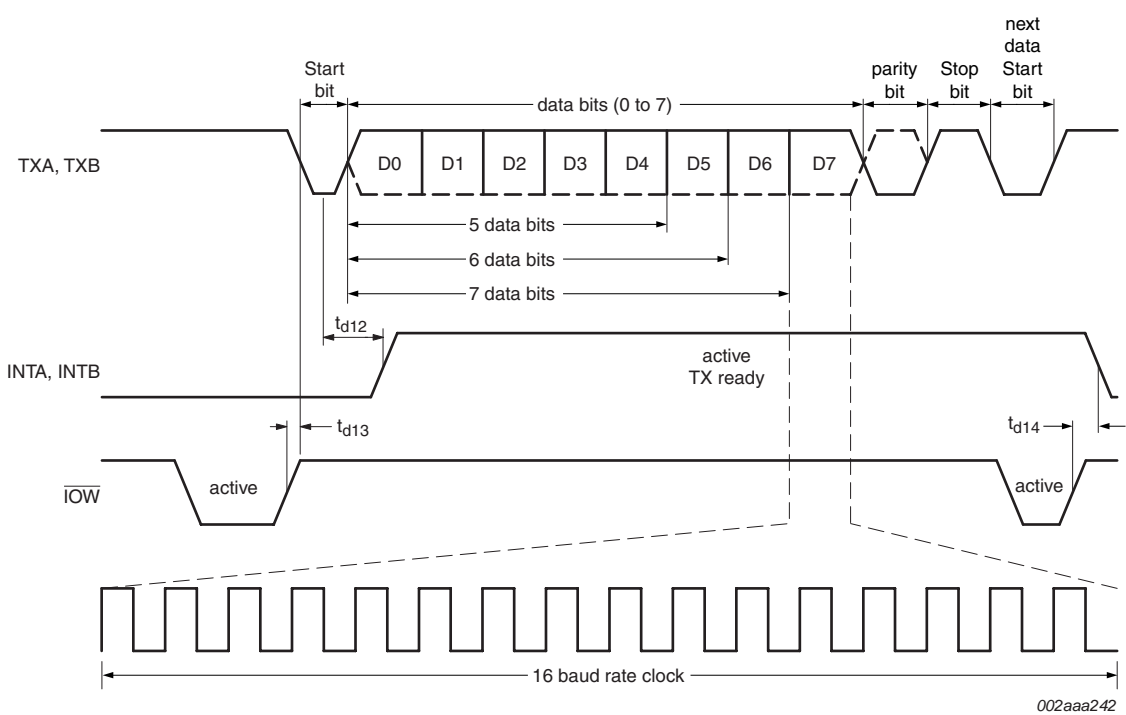 next
data
Start
bit
Start
bit
parity
bit
Stop
bit
data bits (0 to 7)
TXA, TXB
D0 D1 D2 D3 D4 D5 D6 D7
5 data bits
6 data bits
7 data bits
td12
INTA, INTB
active
TX ready
td13
td14
IOW
active
active
16 baud rate clock
002aaa242